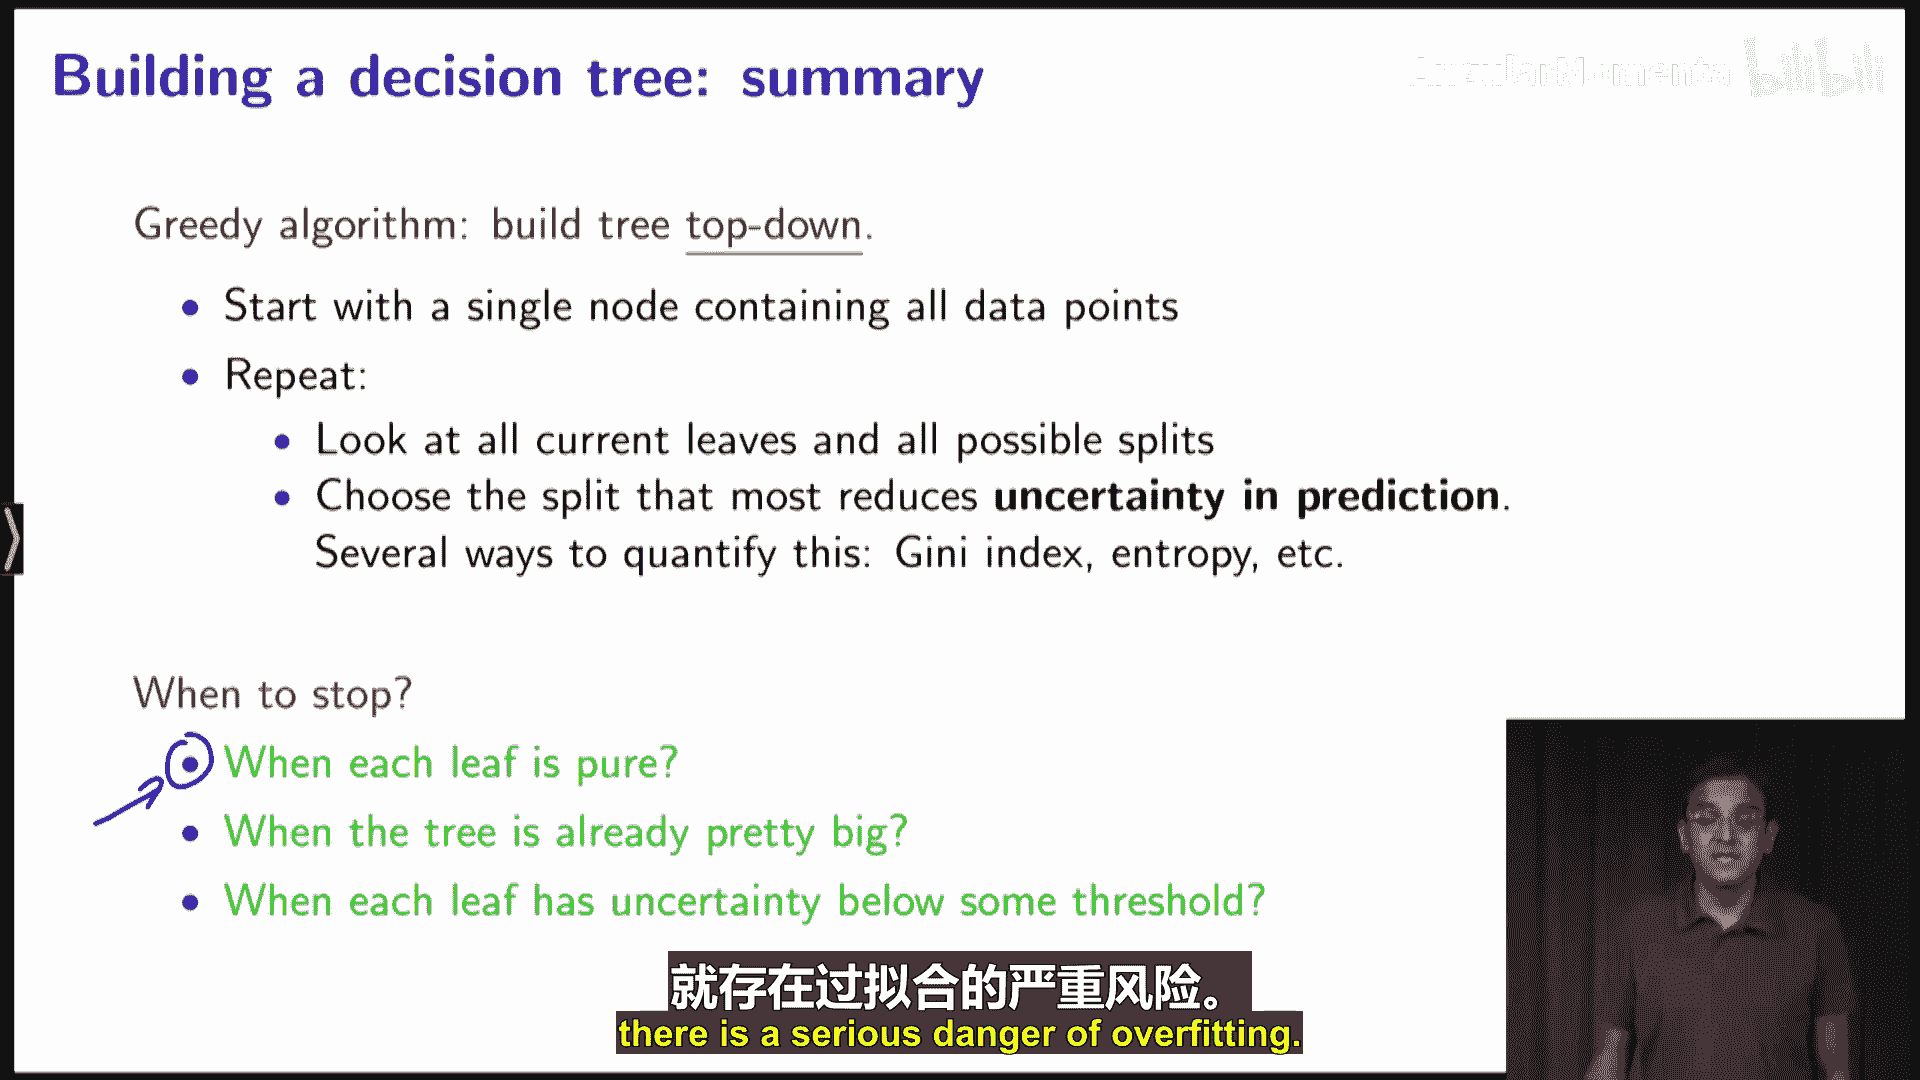 Building a decision tree: summary
bilibili
Greedy algorithm: build tree top-down.
Start with a single node containing all data points
Repeat:
Look at all current leaves and all possible splits
Choose the split that most reduces uncertainty in prediction.
Several ways to quantify this: Gini index, entropy, etc.
When to stop?
When each leaf is pure?
When the tree is already pretty big?
When each leaf has uncertainty below some threshold?
就存在过拟合的严重风险。
there is a serious danger of overfitting.